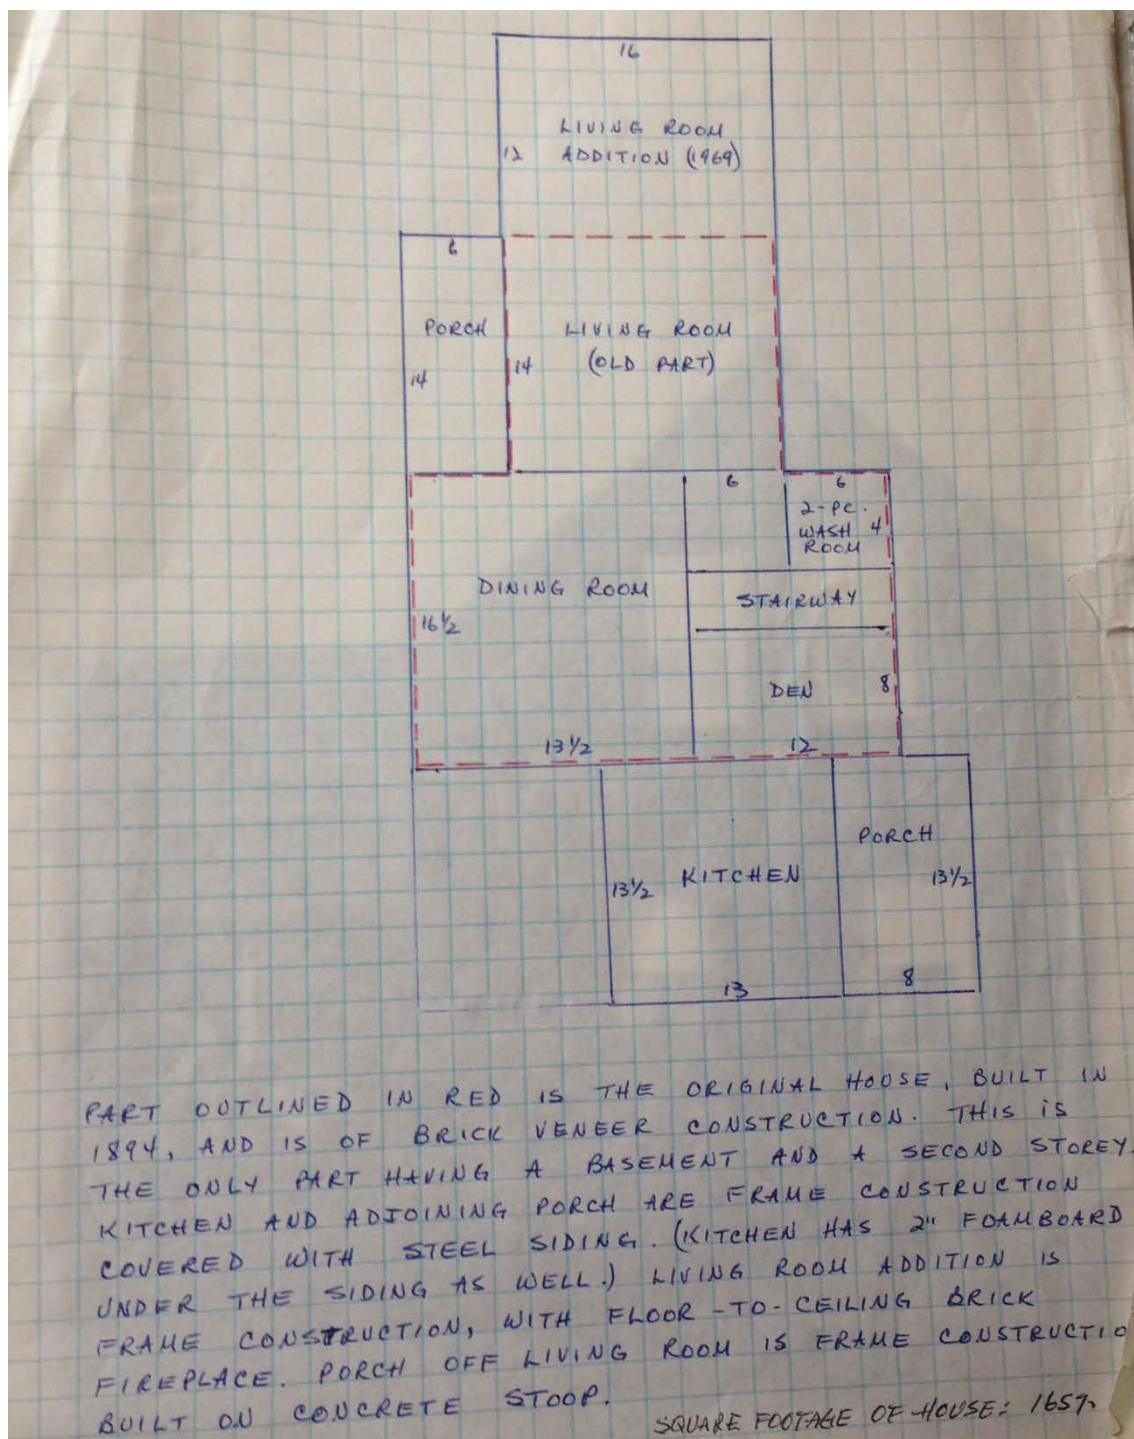 16
LIVING ROOM
12 ADDITION (1969)
6
PORCH
LIVING ROOM
(OLD PART)
14
14
6
6
2-PC.
WASH 4
ROOM
DINING ROOM
STAIRWAY
16½
DEN
8
13½
12
PORCH
13½
KITCHEN
13½
13
8
PART OUTLINED IN RED IS THE ORIGINAL HOUSE, BUILT IN
1894, AND IS OF BRICK VENEER CONSTRUCTION. THIS IS
THE ONLY PART HAVING A BASEMENT AND A SECOND STOREY.
KITCHEN AND ADJOINING PORCH ARE FRAME CONSTRUCTION
COVERED WITH STEEL SIDING. (KITCHEN HAS 2" FOAMBOARD
UNDER THE SIDING AS WELL.) LIVING ROOM ADDITION IS
FRAME CONSTRUCTION, WITH FLOOR-TO-CEILING BRICK
FIREPLACE. PORCH OFF LIVING ROOM IS FRAME CONSTRUCTIO
BUILT ON CONCRETE STOOP.
SQUARE FOOTAGE OF HOUSE: 1657